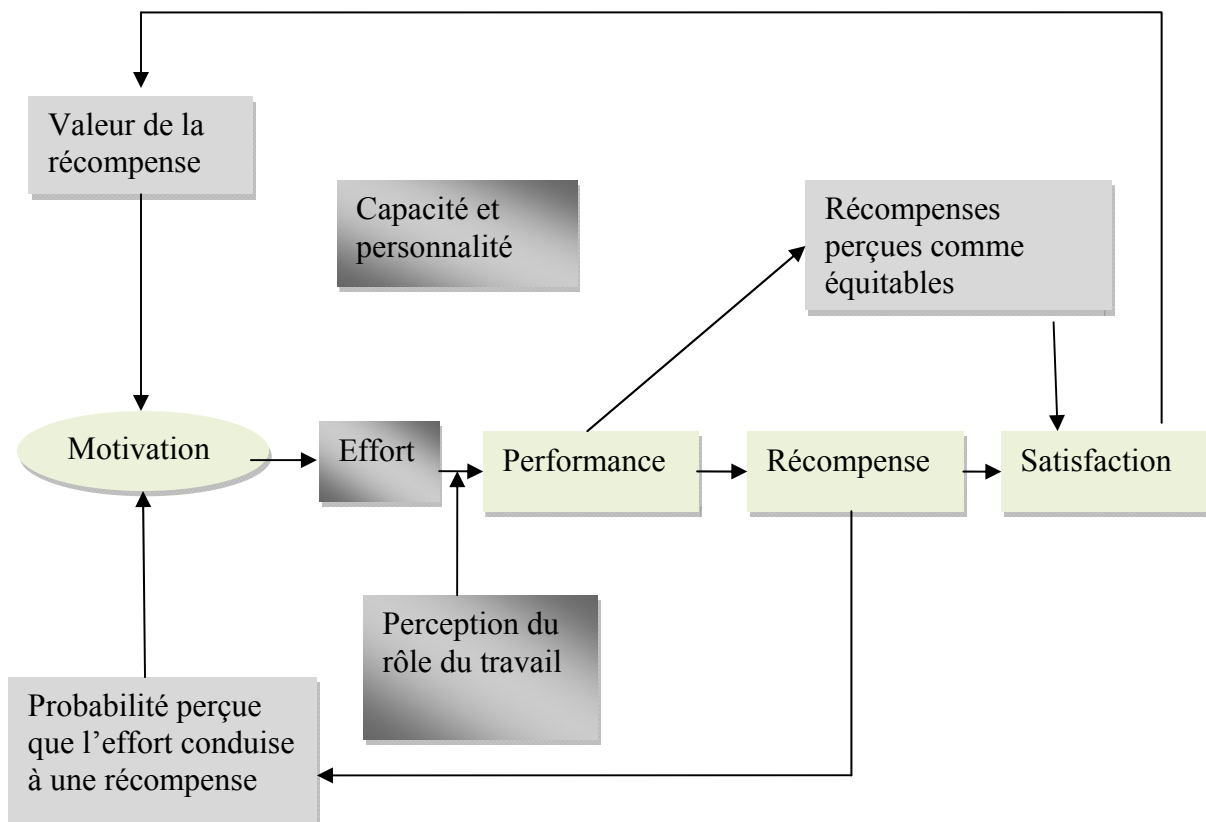 Valeur de la
récompense
Capacité et
personnalité
Récompenses
perçues comme
équitables
Motivation
Effort
Performance
Récompense
Satisfaction
Perception du
rôle du travail
Probabilité perçue
que l’effort conduise
à une récompense